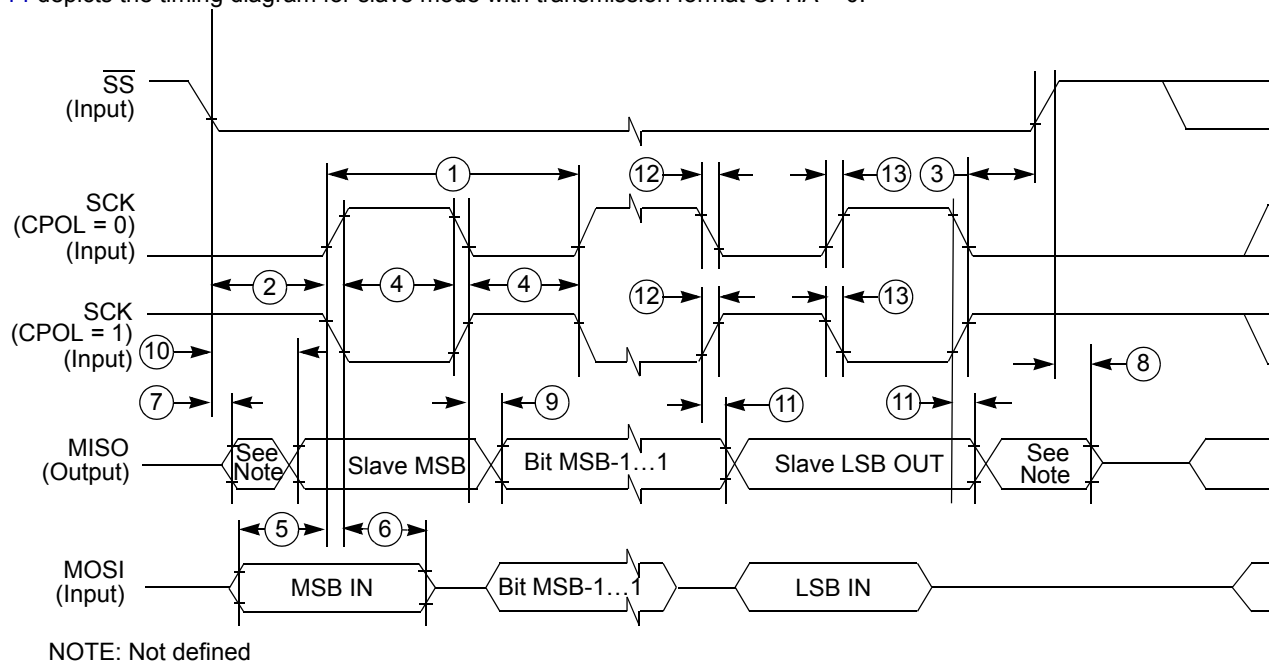 depicts the timing diagram for slave mode with transmission format CPHA = 0.
SS
(Input)
1
12
13
3
SCK
(CPOL = 0)
(Input)
2
4
4
12
13
SCK
(CPOL = 1)
(Input)
10
8
7
9
11
11
MISO
(Output)
See
Note
Slave MSB
Bit MSB-1…1
Slave LSB OUT
See
Note
5
6
MOSI
(Input)
MSB IN
Bit MSB-1…1
LSB IN
NOTE: Not defined